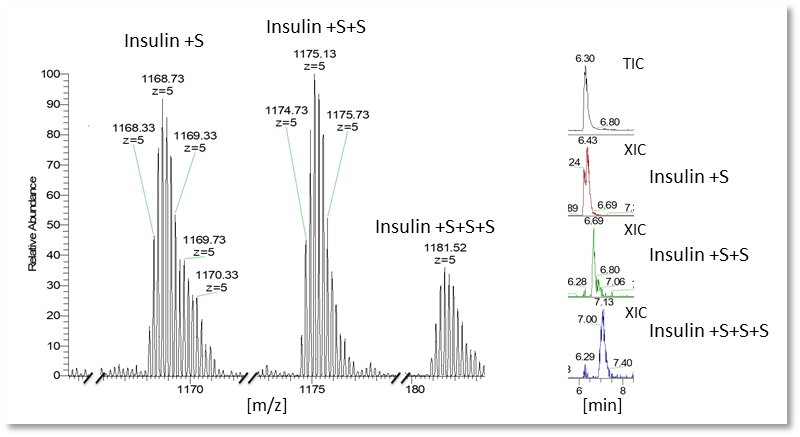 Insulin +S
Insulin +S+S
Insulin +S+S+S
1168.73
z=5
1168.33
z=5
1169.33
z=5
1169.73
z=5
1170.33
z=5
1175.13
z=5
1174.73
z=5
1175.73
z=5
1181.52
z=5
Relative Abundance
100
90
80
70
60
50
40
30
20
10
0
1170
1175
180
[m/z]
6.30
TIC
6.80
6.43
XIC
24
Insulin +S
89
6.69
7.
6.69
XIC
Insulin +S+S
6.28
6.80
7.06
7.13
XIC
7.00
Insulin +S+S+S
6.29
7.40
6
8
[min]